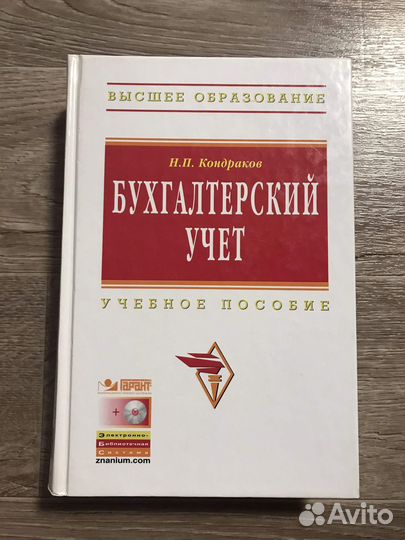 ВЫСШЕЕ ОБРАЗОВАНИЕ
Н.П. Кондраков
БУХГАЛТЕРСКИЙ
УЧЕТ
УЧЕБНОЕ ПОСОБИЕ
ГАРАНТ
+
Электронно-
Библиотечная
Система
znanium.com
Avito